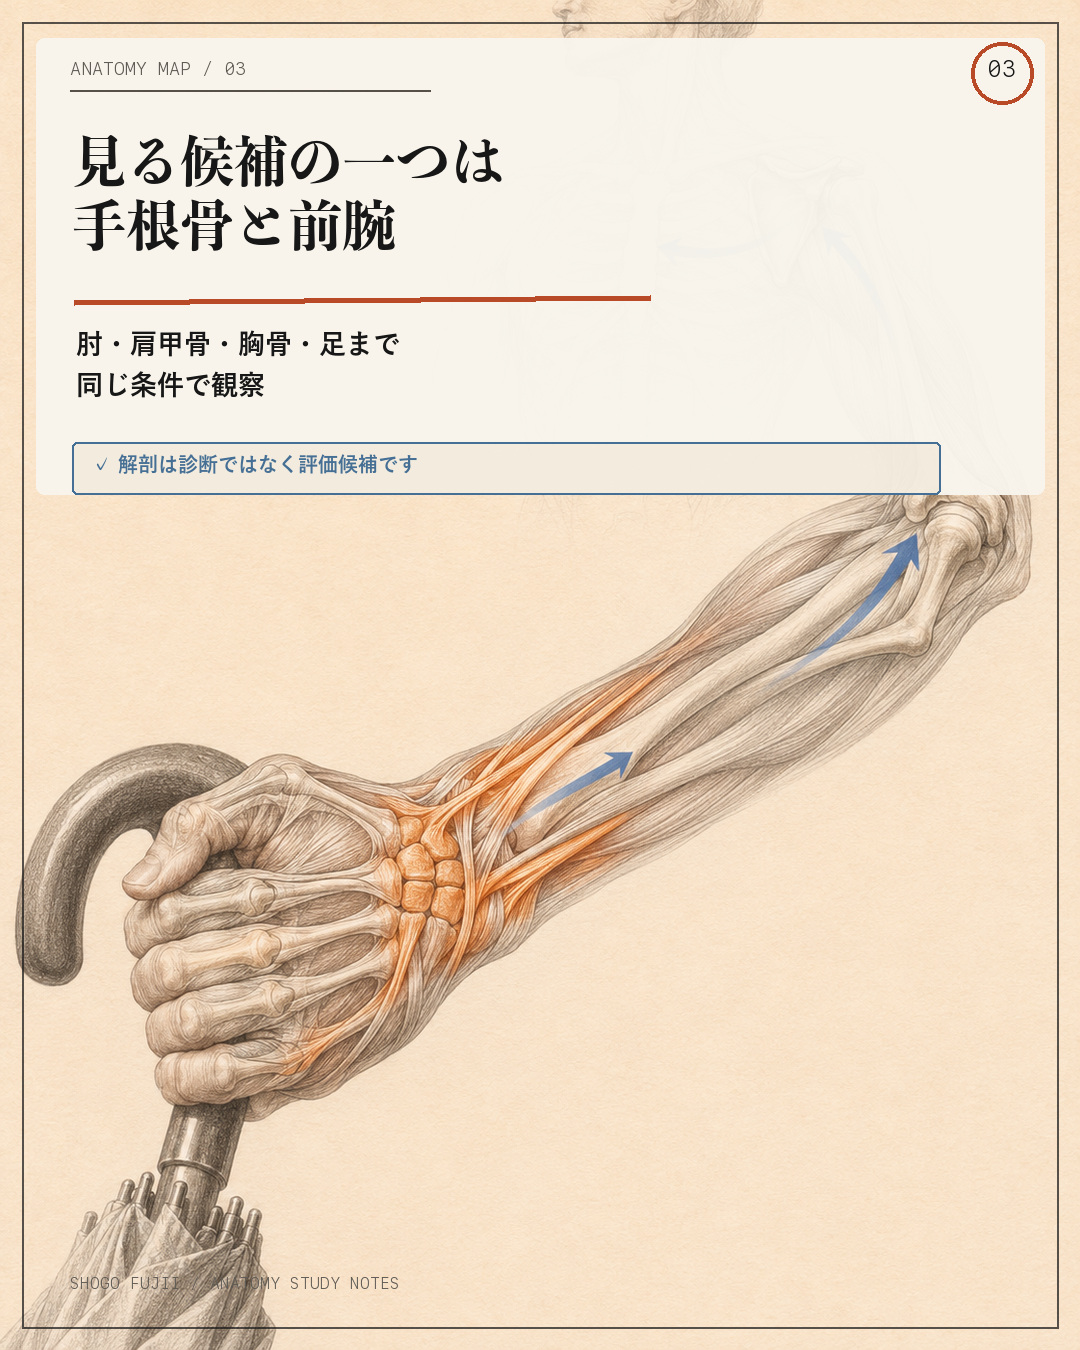 ANATOMY MAP / 03
03
見る候補の一つは
手根骨と前腕
肘・肩甲骨・胸骨・足まで
同じ条件で観察
✓ 解剖は診断ではなく評価候補です
SHOGO FUJII / ANATOMY STUDY NOTES